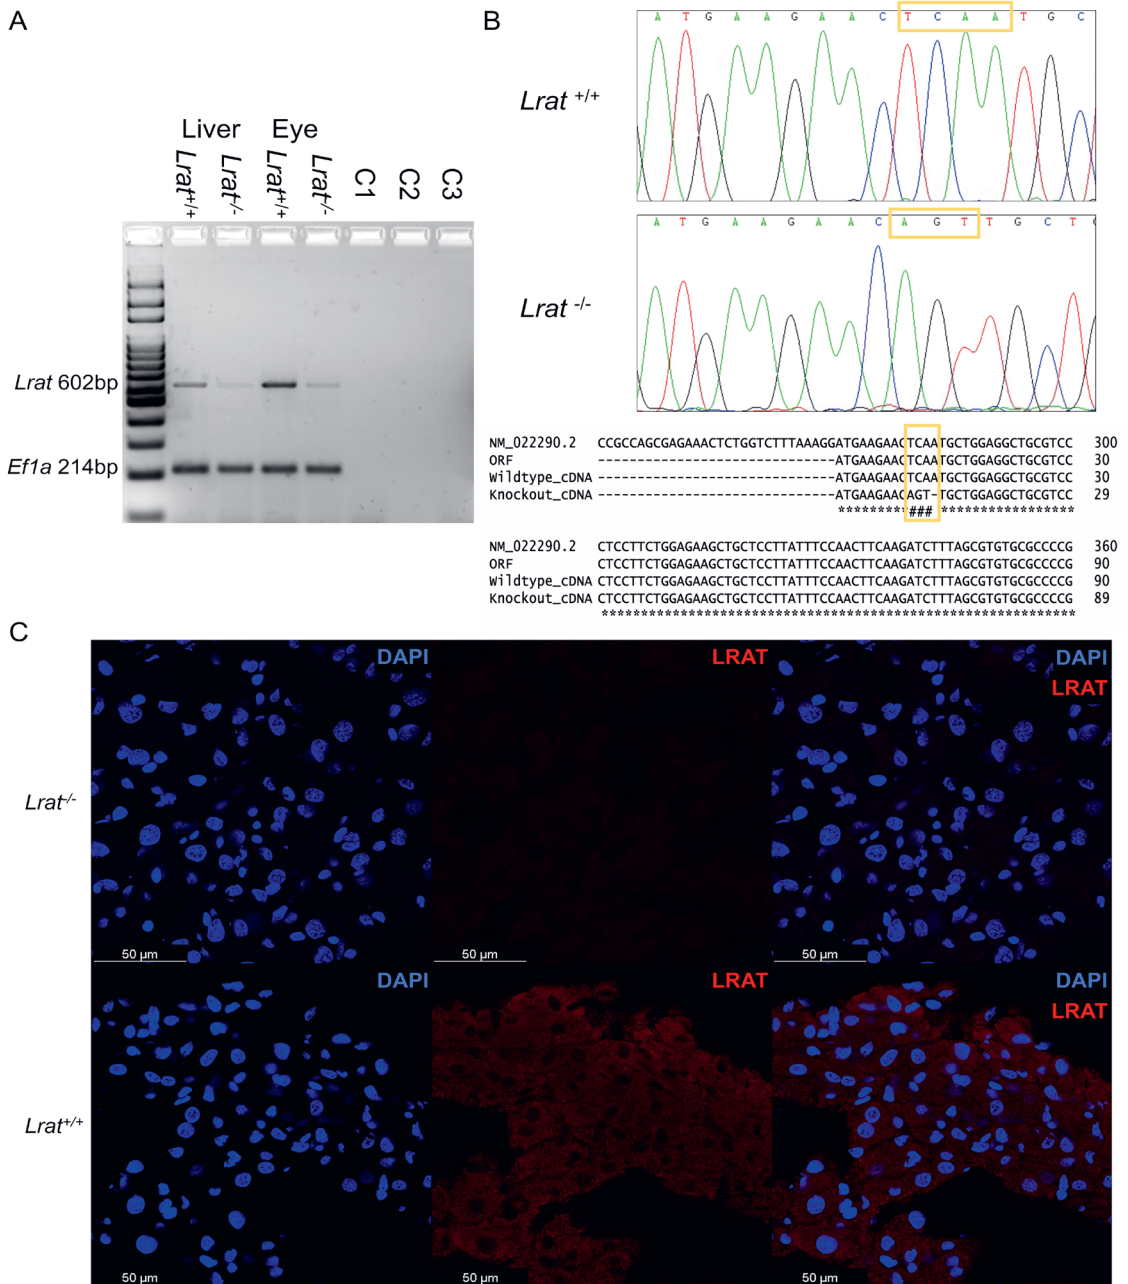 A
Liver Eye
Lrat+/+ Lrat-/- Lrat+/+ Lrat-/- C1 C2 C3
Lrat 602bp
Ef1a 214bp
B
A T G A A G A A C T C A A T G C
Lrat +/+
A T G A A G A A C A G T T G C T
Lrat -/-
NM_022290.2 CCGCCAGCGAGAAACTCTGGTCTTTAAAGGATGAAGAACTCAATGCTGGAGGCTGCGTCC 300
ORF ------------------------------ATGAAGAACTCAATGCTGGAGGCTGCGTCC 30
Wildtype_cDNA ------------------------------ATGAAGAACTCAATGCTGGAGGCTGCGTCC 30
Knockout_cDNA ------------------------------ATGAAGAACAGT-TGCTGGAGGCTGCGTCC 29
*********### *****************
NM_022290.2 CTCCTTCTGGAGAAGCTGCTCCTTATTTCCAACTTCAAGATCTTTAGCGTGTGCGCCCCG 360
ORF CTCCTTCTGGAGAAGCTGCTCCTTATTTCCAACTTCAAGATCTTTAGCGTGTGCGCCCCG 90
Wildtype_cDNA CTCCTTCTGGAGAAGCTGCTCCTTATTTCCAACTTCAAGATCTTTAGCGTGTGCGCCCCG 90
Knockout_cDNA CTCCTTCTGGAGAAGCTGCTCCTTATTTCCAACTTCAAGATCTTTAGCGTGTGCGCCCCG 89
************************************************************
C
DAPI LRAT DAPI
LRAT
Lrat-/-
50 µm 50 µm 50 µm
DAPI LRAT DAPI
LRAT
Lrat+/+
50 µm 50 µm 50 µm